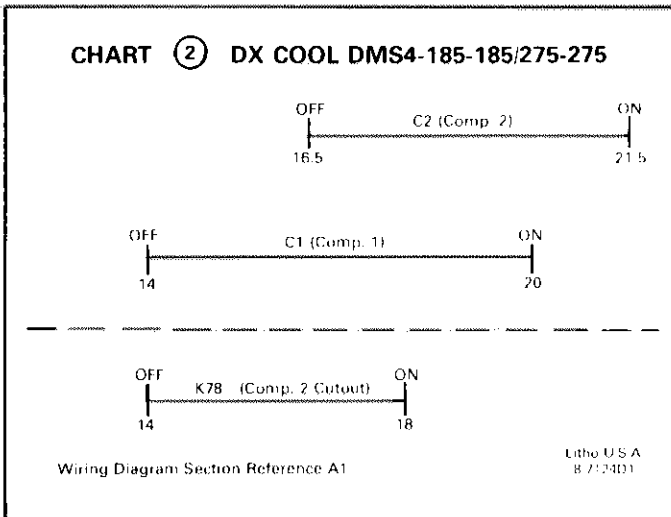 CHART ② DX COOL DMS4-185-185/275-275
OFF C2 (Comp. 2) ON
16.5 21.5
OFF C1 (Comp. 1) ON
14 20
OFF K78 (Comp. 2 Cutout) ON
14 18
Wiring Diagram Section Reference A1
Litho U S A